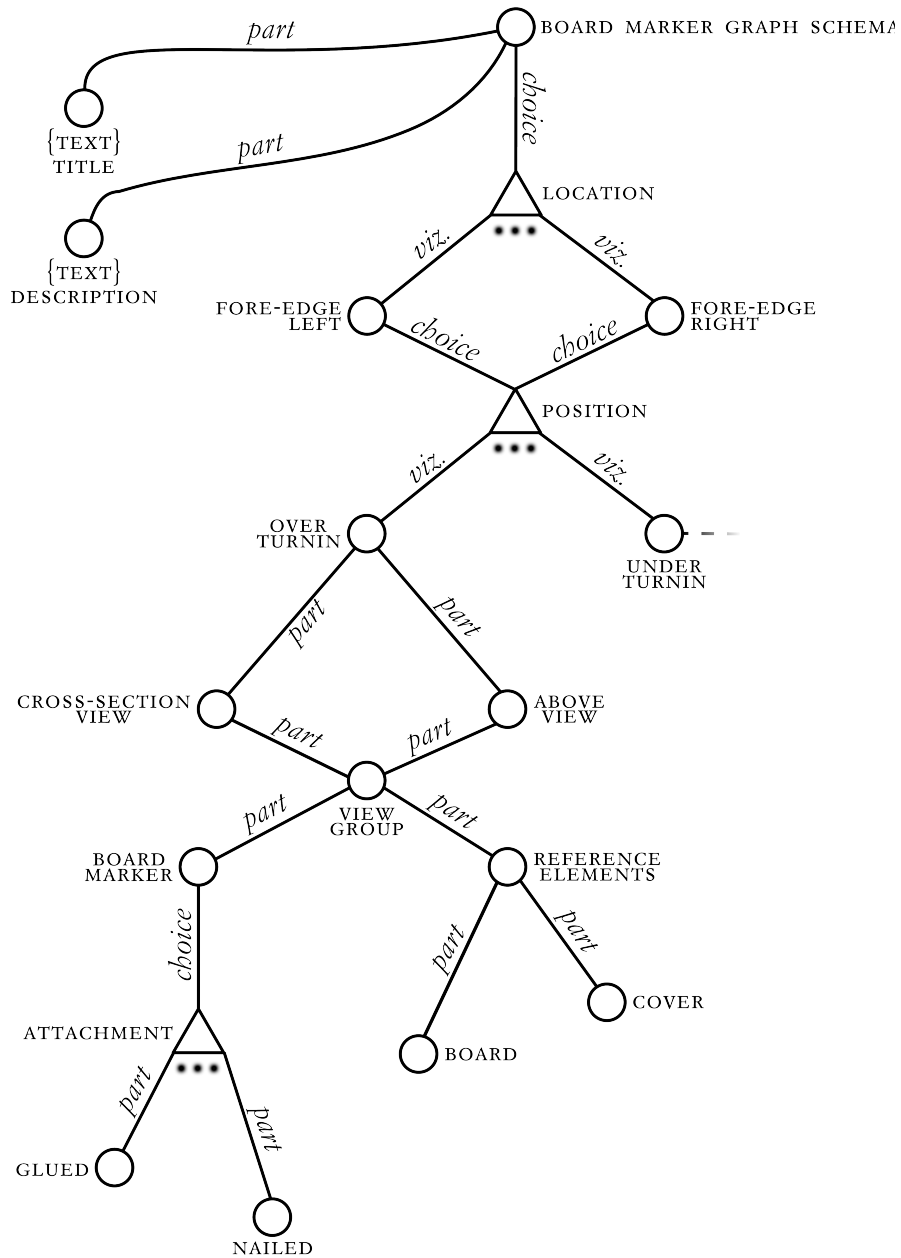 part
BOARD MARKER GRAPH SCHEMA
choice
{TEXT}
TITLE
part
LOCATION
{TEXT}
DESCRIPTION
viz.
viz.
FORE-EDGE
LEFT
FORE-EDGE
RIGHT
choice
choice
POSITION
viz.
viz.
OVER
TURNIN
UNDER
TURNIN
part
part
CROSS-SECTION
VIEW
ABOVE
VIEW
part
part
VIEW
GROUP
part
part
BOARD
MARKER
REFERENCE
ELEMENTS
choice
part
part
COVER
ATTACHMENT
BOARD
part
part
GLUED
NAILED